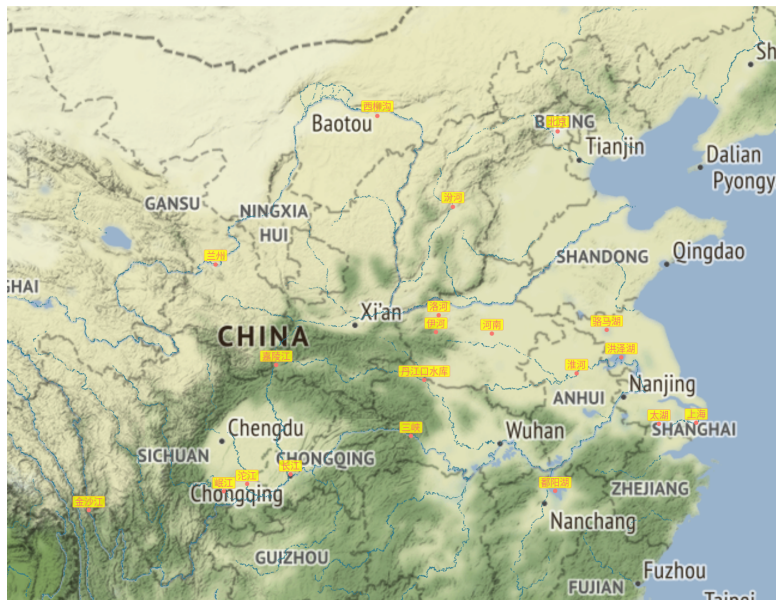 Sh
西柳沟
Baotou
北京
BEIJING
Tianjin
Dalian
Pyongy
汾河
GANSU
NINGXIA
HUI
兰州
SHANDONG
Qingdao
GHAI
洛河
Xi'an
伊河
河南
骆马湖
CHINA
洪泽湖
嘉陵江
丹江口水库
淮河
Nanjing
ANHUI
太湖
上海
SHANGHAI
Chengdu
三峡
Wuhan
SICHUAN
CHONGQING
长江
沱江
岷江
Chongqing
鄱阳湖
ZHEJIANG
金沙江
Nanchang
GUIZHOU
Fuzhou
FUJIAN
Taipei